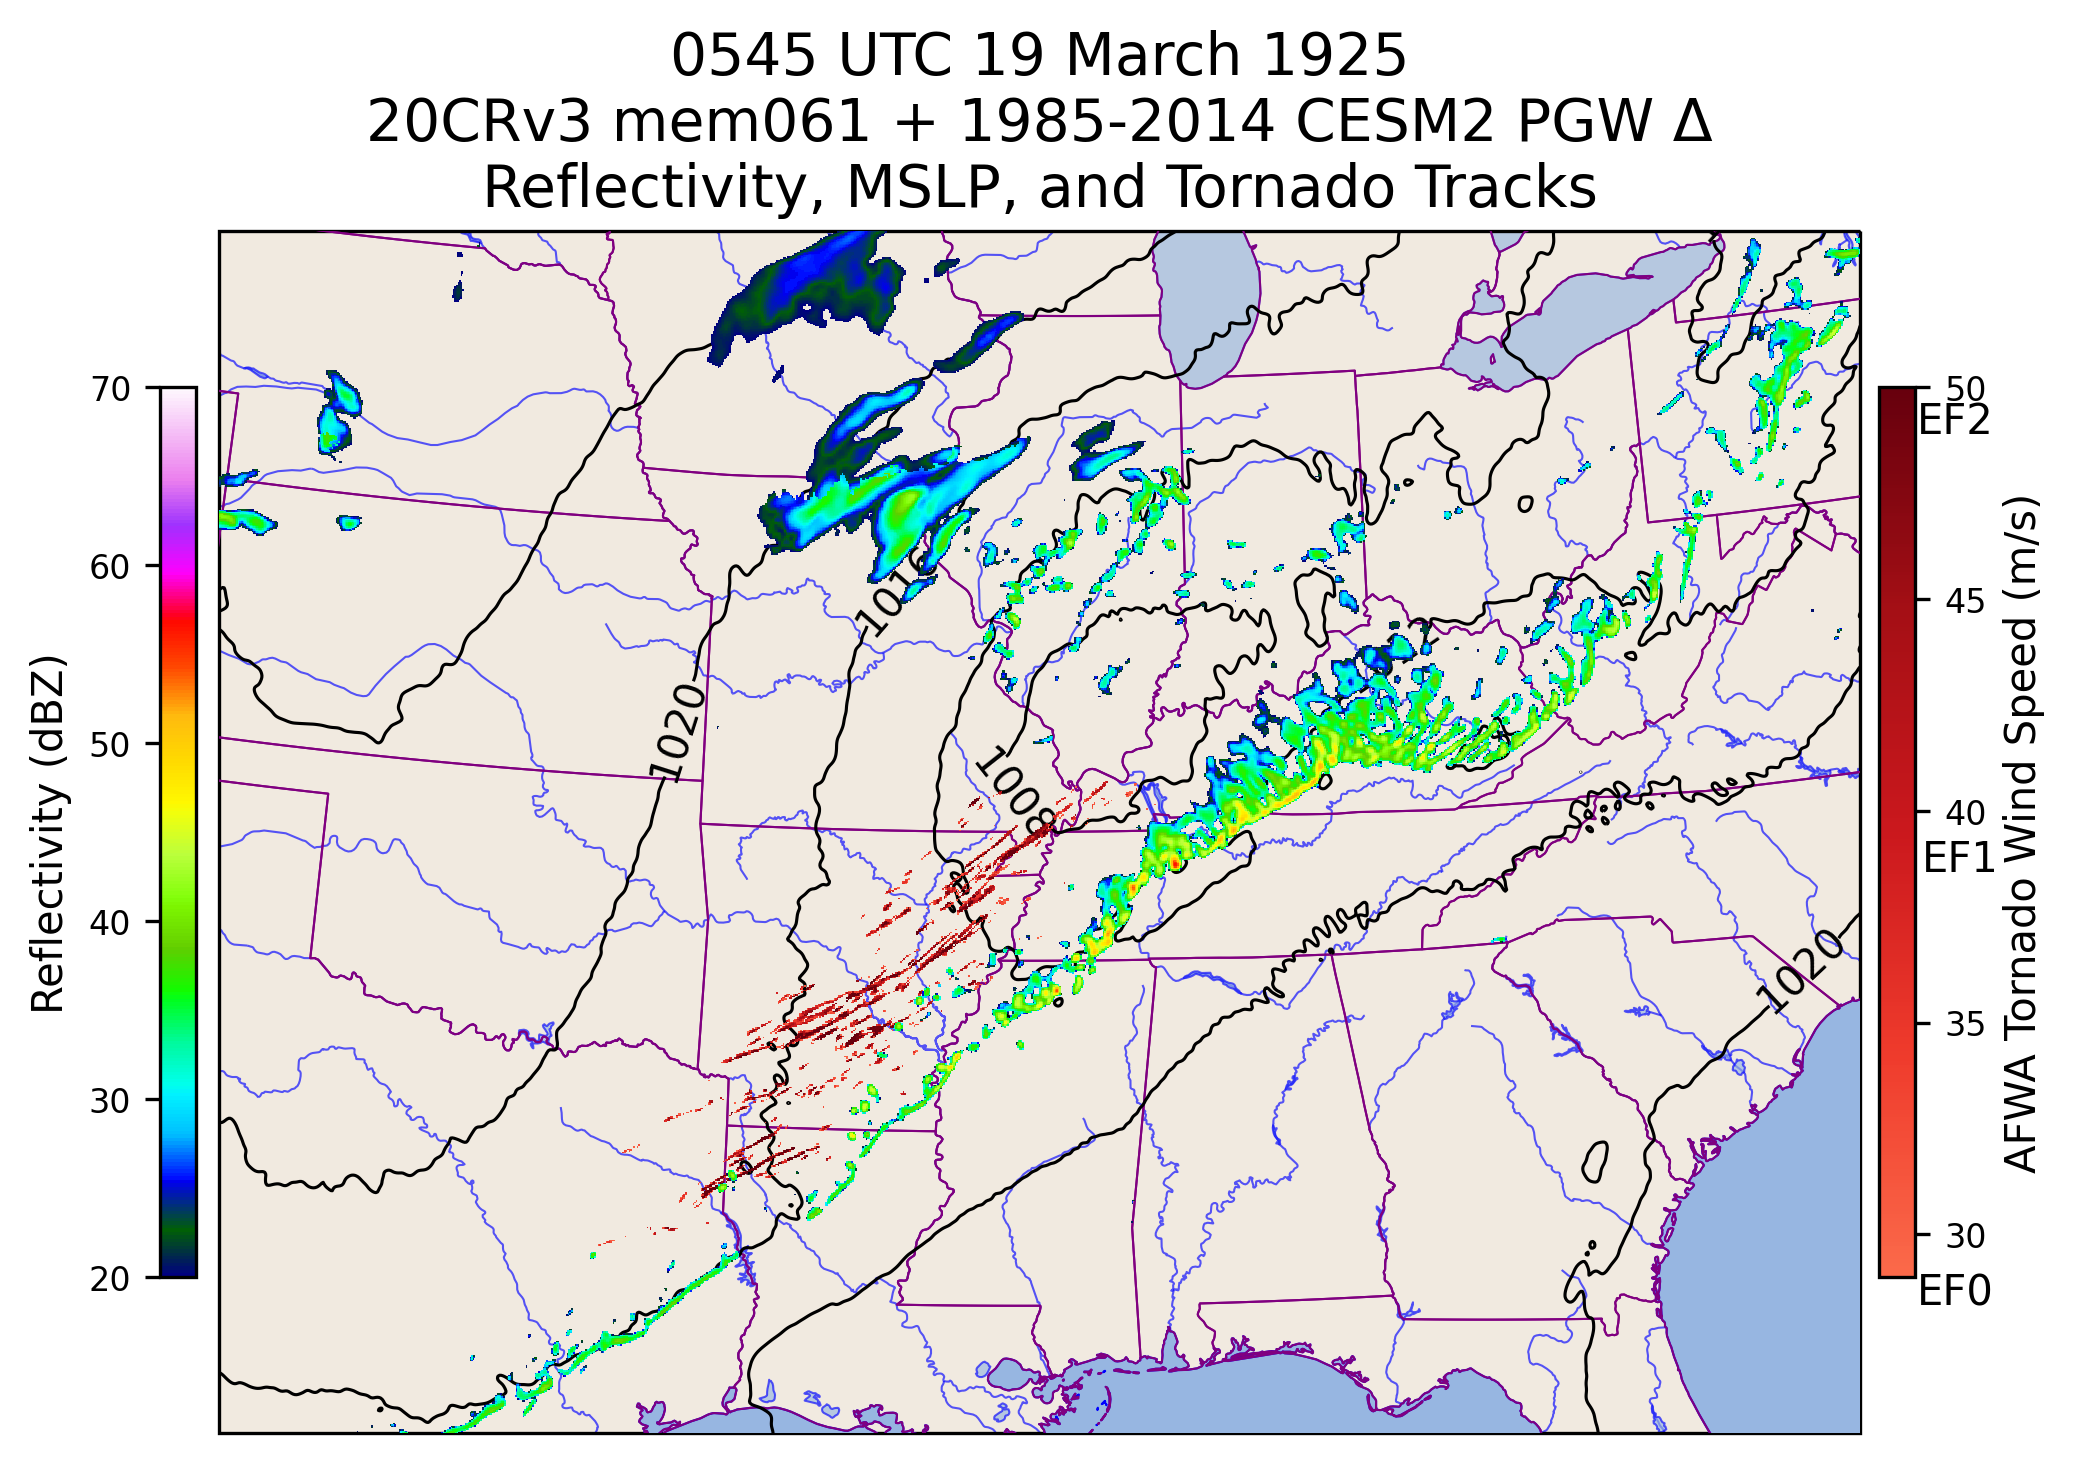 0545 UTC 19 March 1925
20CRv3 mem061 + 1985-2014 CESM2 PGW Δ
Reflectivity, MSLP, and Tornado Tracks
Reflectivity (dBZ)
70
60
50
40
30
20
1016
1020
1008
1020
50
EF2
45
40
EF1
35
30
EF0
AFWA Tornado Wind Speed (m/s)